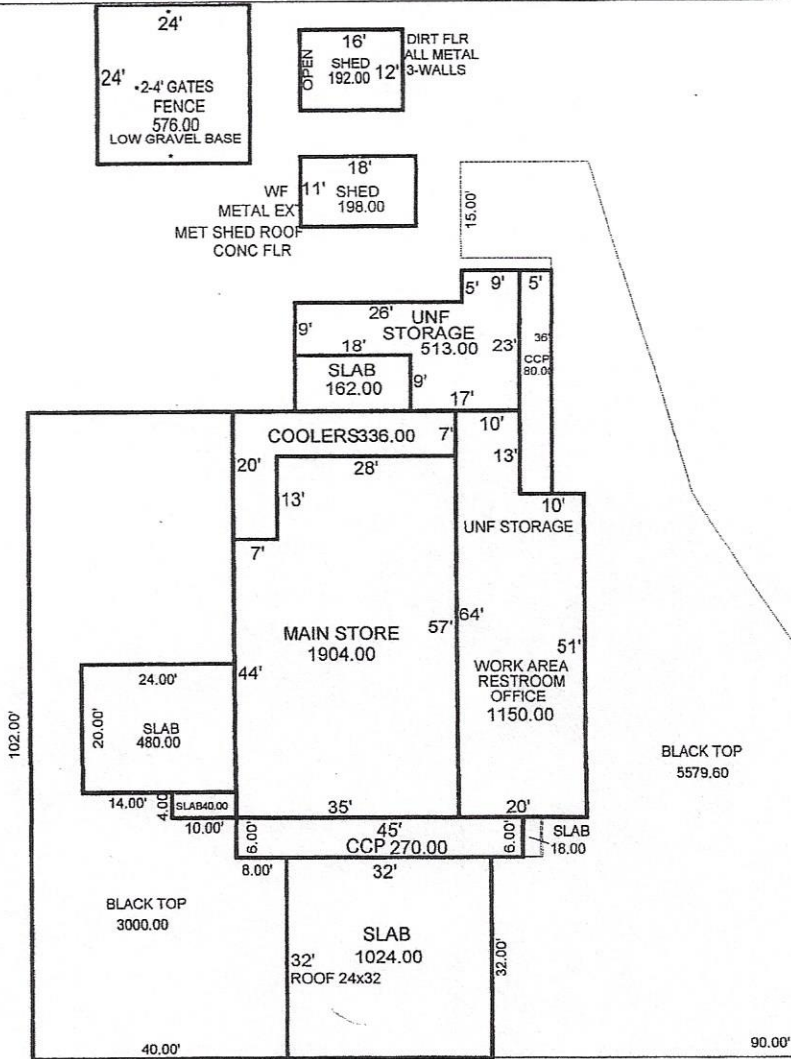 24'
24'
•2-4' GATES
FENCE
576.00
LOW GRAVEL BASE
16'
OPEN
SHED
192.00
12'
DIRT FLR
ALL METAL
3-WALLS
18'
11'
SHED
198.00
WF
METAL EXT
MET SHED ROOF
CONC FLR
15.00'
5'
9'
5'
26'
9'
UNF
STORAGE
513.00
23'
36'
CCP
80.00
18'
SLAB
162.00
9'
17'
COOLERS336.00
7'
10'
20'
28'
13'
13'
10'
UNF STORAGE
7'
MAIN STORE
1904.00
57'
64'
51'
44'
WORK AREA
RESTROOM
OFFICE
1150.00
102.00'
24.00'
20.00'
SLAB
480.00
14.00'
4.00
SLAB40.00
10.00'
35'
20'
BLACK TOP
5579.60
6.00'
45'
CCP 270.00
6.00'
SLAB
18.00
8.00'
32'
BLACK TOP
3000.00
SLAB
1024.00
32'
ROOF 24x32
32.00'
40.00'
90.00'